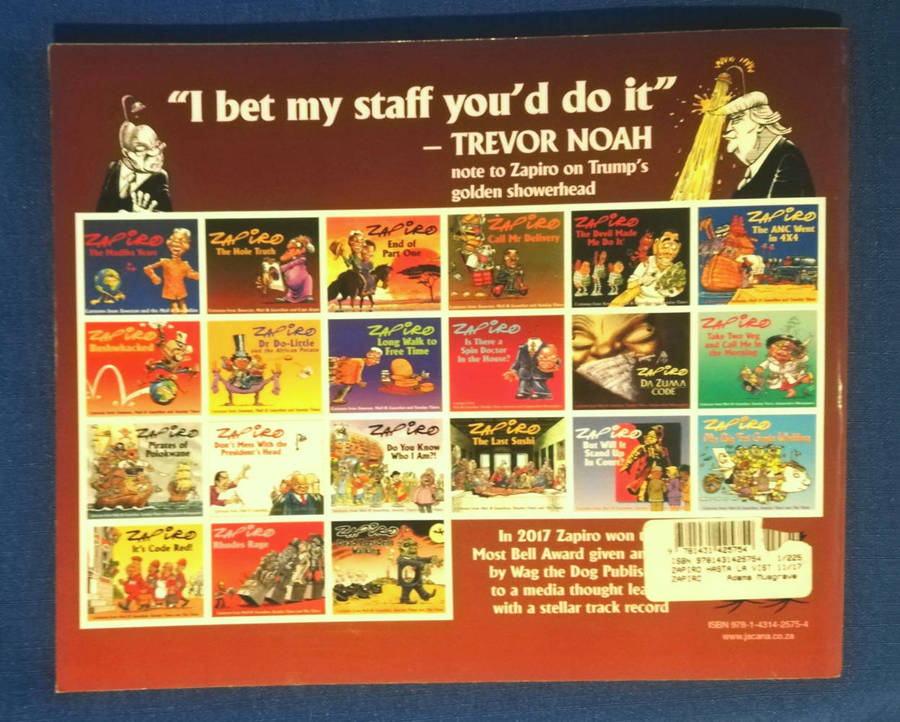 “I bet my staff you’d do it”
– TREVOR NOAH
note to Zapiro on Trump’s
golden showerhead
ZAPIRO
The Madiba Years
ZAPIRO
The Hole Truth
ZAPIRO
End of
Part One
ZAPIRO
Call Mr Delivery
ZAPIRO
The Devil Made
Me Do It!
ZAPIRO
The ANC Went
in 4X4
ZAPIRO
Bushwhacked
ZAPIRO
Dr Do-Little
and the African Potato
ZAPIRO
Long Walk to
Free Time
ZAPIRO
Is There a
Spin Doctor
In the House?
ZAPIRO
DA ZUMA
CODE
ZAPIRO
Take Two Veg
and Call Me In
the Morning
ZAPIRO
Pirates of
Polokwane
ZAPIRO
Don't Mess With the
President's Head
ZAPIRO
Do You Know
Who I Am?!
ZAPIRO
The Last Sushi
ZAPIRO
But Will It
Stand Up
In Court?
ZAPIRO
ZAPIRO
It's Code Red!
ZAPIRO
Rhodes Rage
ZAPIRO
In 2017 Zapiro won
Most Bell Award given
by Wag the Dog
to a media thought
with a stellar track record
9 781431 425754
ISBN 9781431425754 1/225
ZAPIRO HASTA LA VIST 11/17
ZAPIRC Adams Musgrave
ISBN 978-1-4314-2575-4
www.jacana.co.za